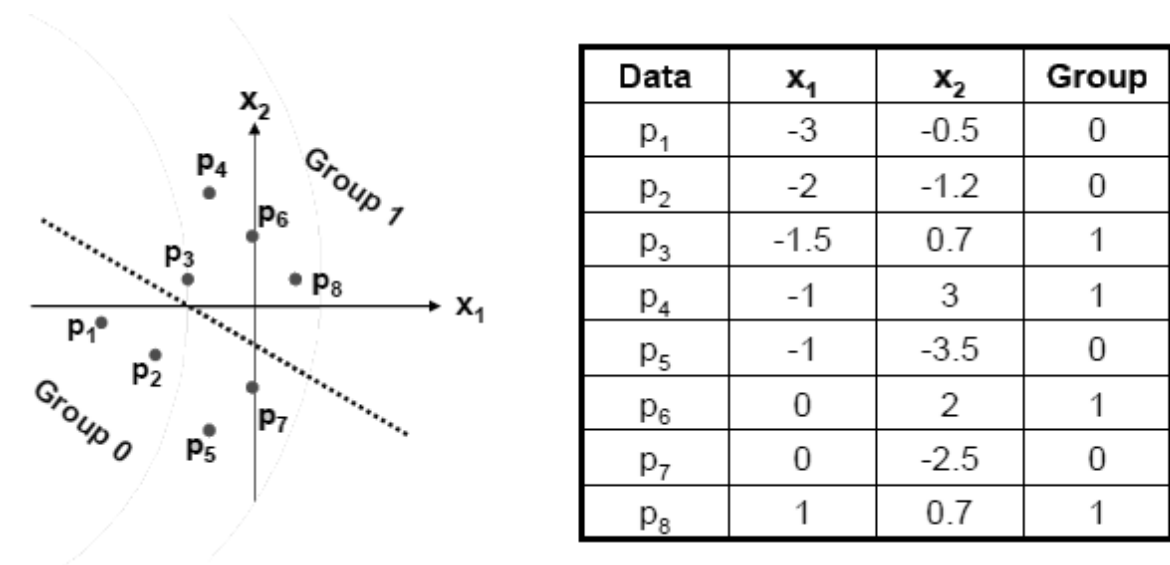 x₂
p₄
Group 1
p₆
p₃
p₈
x₁
p₁
p₂
Group 0
p₇
p₅
Data x₁ x₂ Group
p₁ -3 -0.5 0
p₂ -2 -1.2 0
p₃ -1.5 0.7 1
p₄ -1 3 1
p₅ -1 -3.5 0
p₆ 0 2 1
p₇ 0 -2.5 0
p₈ 1 0.7 1